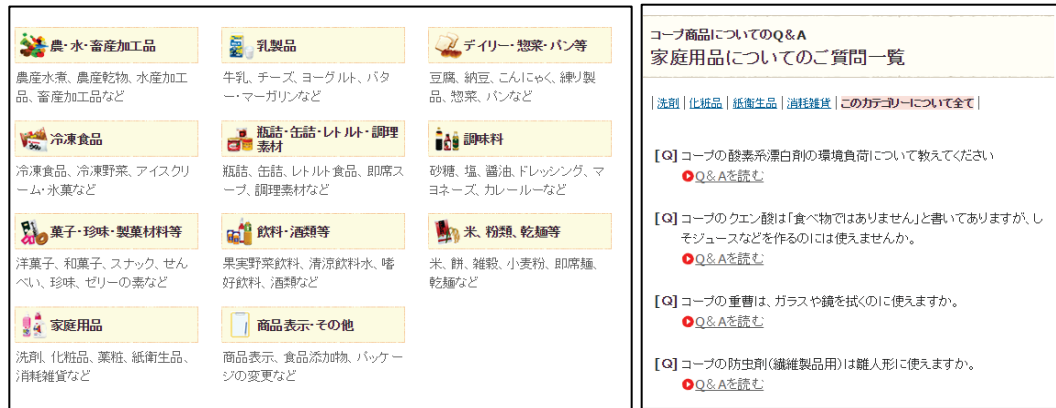 農・水・畜産加工品
農産水煮、農産乾物、水産加工
品、畜産加工品など
乳製品
牛乳、チーズ、ヨーグルト、バタ
ー・マーガリンなど
デイリー・惣菜・パン等
豆腐、納豆、こんにゃく、練り製
品、惣菜、パンなど
冷凍食品
冷凍食品、冷凍野菜、アイスクリ
ーム・氷菓など
瓶詰・缶詰・レトルト・調理
素材
瓶詰、缶詰、レトルト食品、即席ス
ープ、調理素材など
調味料
砂糖、塩、醤油、ドレッシング、マ
ヨネーズ、カレールーなど
菓子・珍味・製菓材料等
洋菓子、和菓子、スナック、せん
べい、珍味、ゼリーの素など
飲料・酒類等
果実野菜飲料、清涼飲料水、嗜
好飲料、酒類など
米、粉類、乾麺等
米、餅、雑穀、小麦粉、即席麺、
乾麺など
家庭用品
洗剤、化粧品、薬粧、紙衛生品、
消耗雑貨など
商品表示・その他
商品表示、食品添加物、パッケー
ジの変更など
コープ商品についてのQ&A
家庭用品についてのご質問一覧
| 洗剤 | 化粧品 | 紙衛生品 | 消耗雑貨 | このカテゴリーについて全て |
[Q] コープの酸素系漂白剤の環境負荷について教えてください
Q&Aを読む
[Q] コープのクエン酸は「食べ物ではありません」と書いてありますが、し
そジュースなどを作るのには使えませんか。
Q&Aを読む
[Q] コープの重曹は、ガラスや鏡を拭くのに使えますか。
Q&Aを読む
[Q] コープの防虫剤(繊維製品用)は雛人形に使えますか。
Q&Aを読む